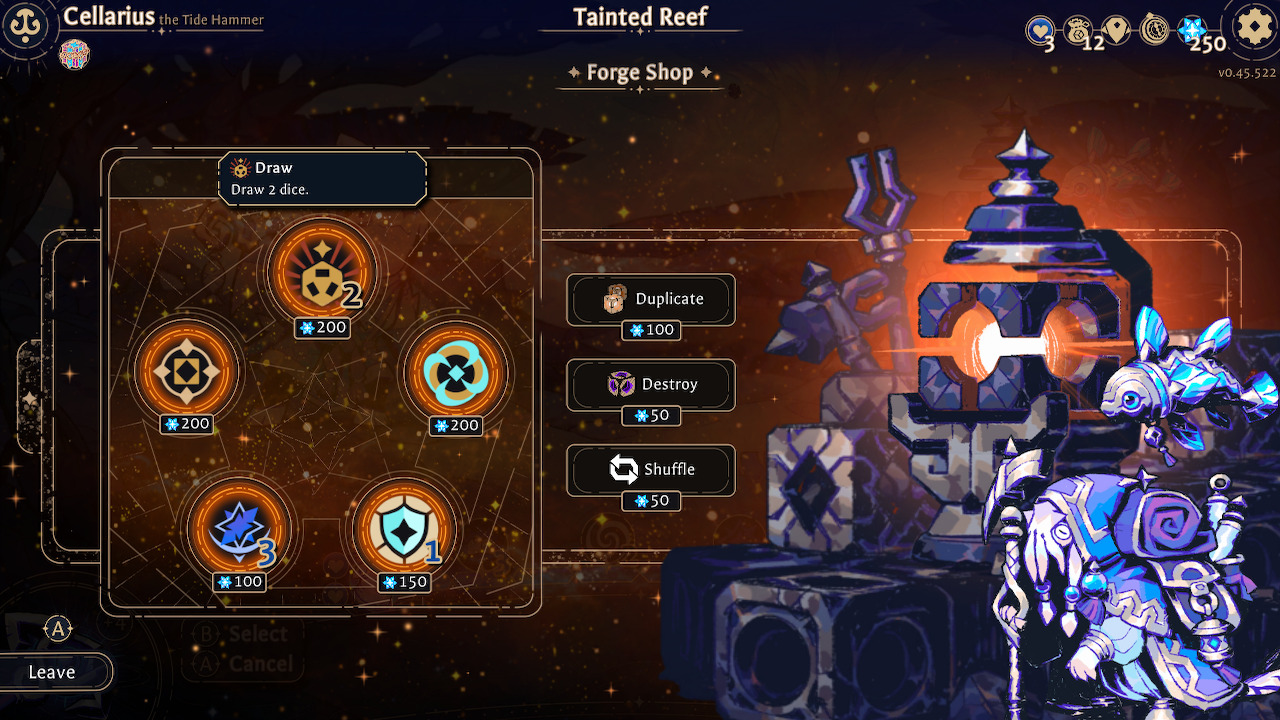 Cellarius the Tide Hammer
Tainted Reef
3
12
250
v0.45.522
Forge Shop
Draw
Draw 2 dice.
2
200
200
200
3
100
1
150
Duplicate
100
Destroy
50
Shuffle
50
A
Leave
B Select
A Cancel